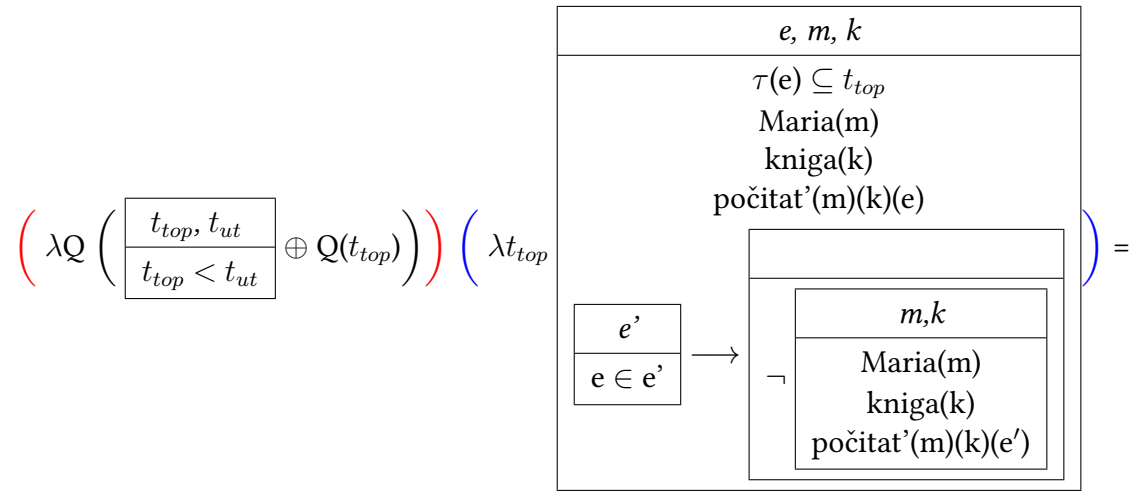 e, m, k
τ(e) ⊆ t_top
Maria(m)
kniga(k)
počitat’(m)(k)(e)
( λQ ( t_top, t_ut
t_top < t_ut ⊕ Q(t_top) ) ) ( λt_top ) =
e’
e ∈ e’
⟶
¬
m,k
Maria(m)
kniga(k)
počitat’(m)(k)(e′)